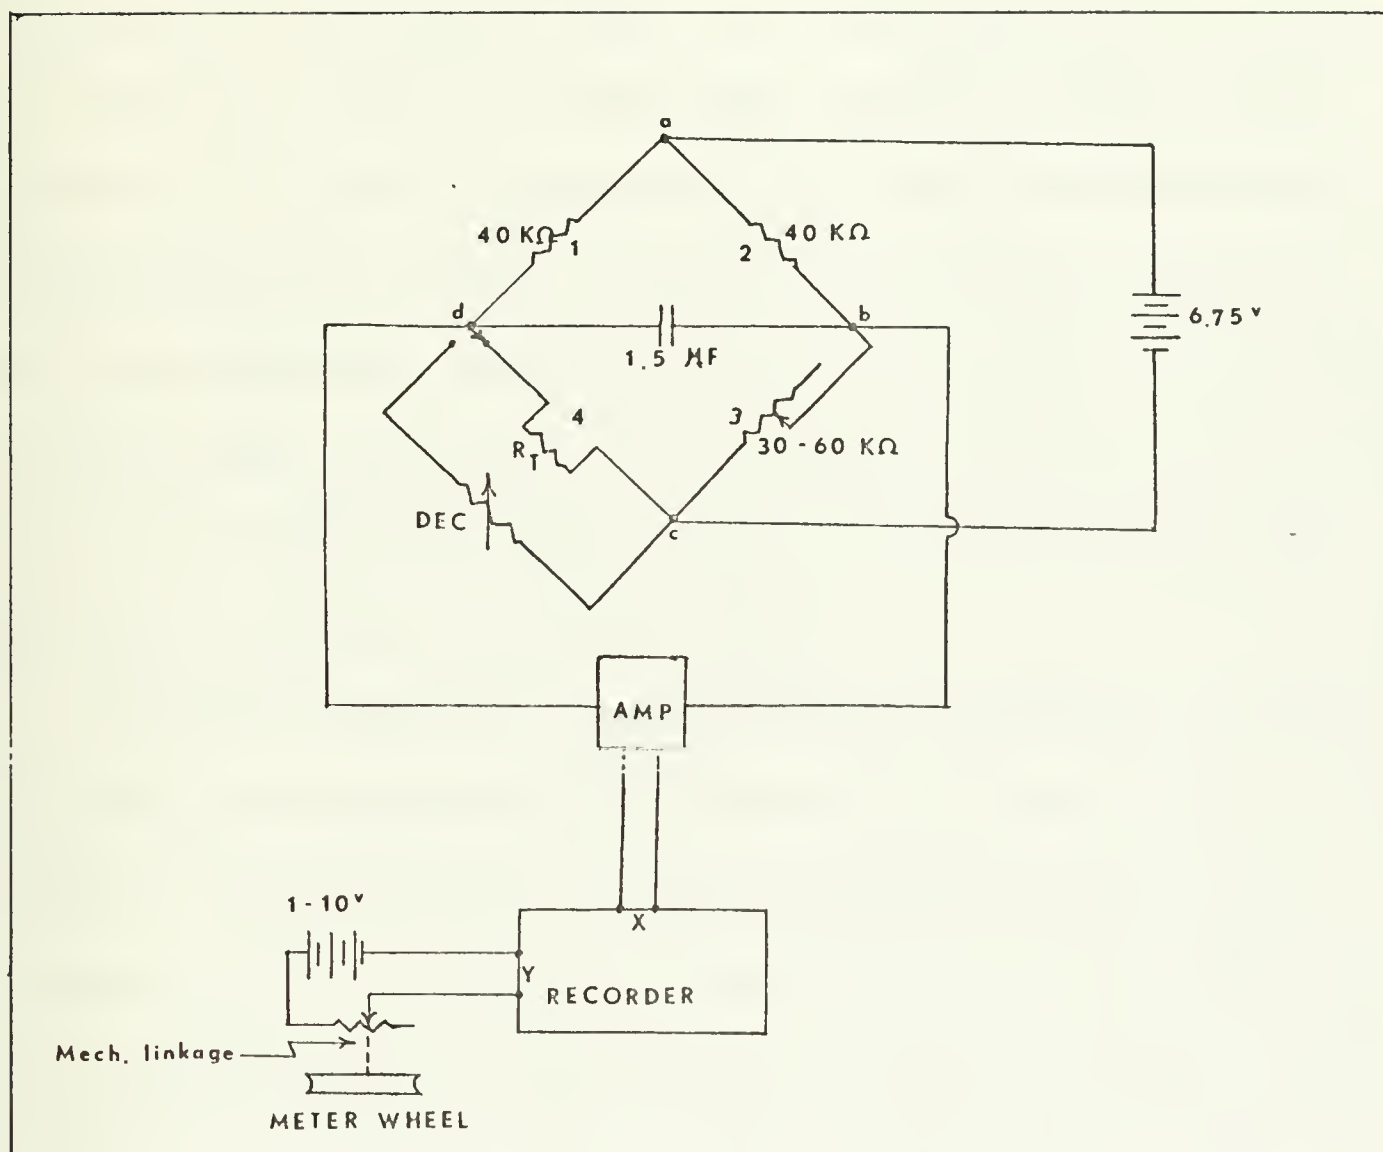 a
40 KΩ 1
2 40 KΩ
d
b
6.75 v
1.5 µF
4
3
RT
30 - 60 KΩ
DEC
c
AMP
1 - 10 v
X
Y
RECORDER
Mech. linkage
METER WHEEL